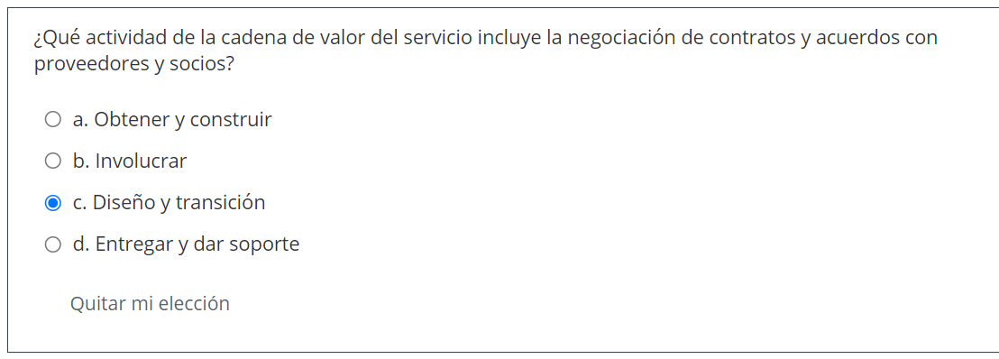 ¿Qué actividad de la cadena de valor del servicio incluye la negociación de contratos y acuerdos con
proveedores y socios?
a. Obtener y construir
b. Involucrar
c. Diseño y transición
d. Entregar y dar soporte
Quitar mi elección